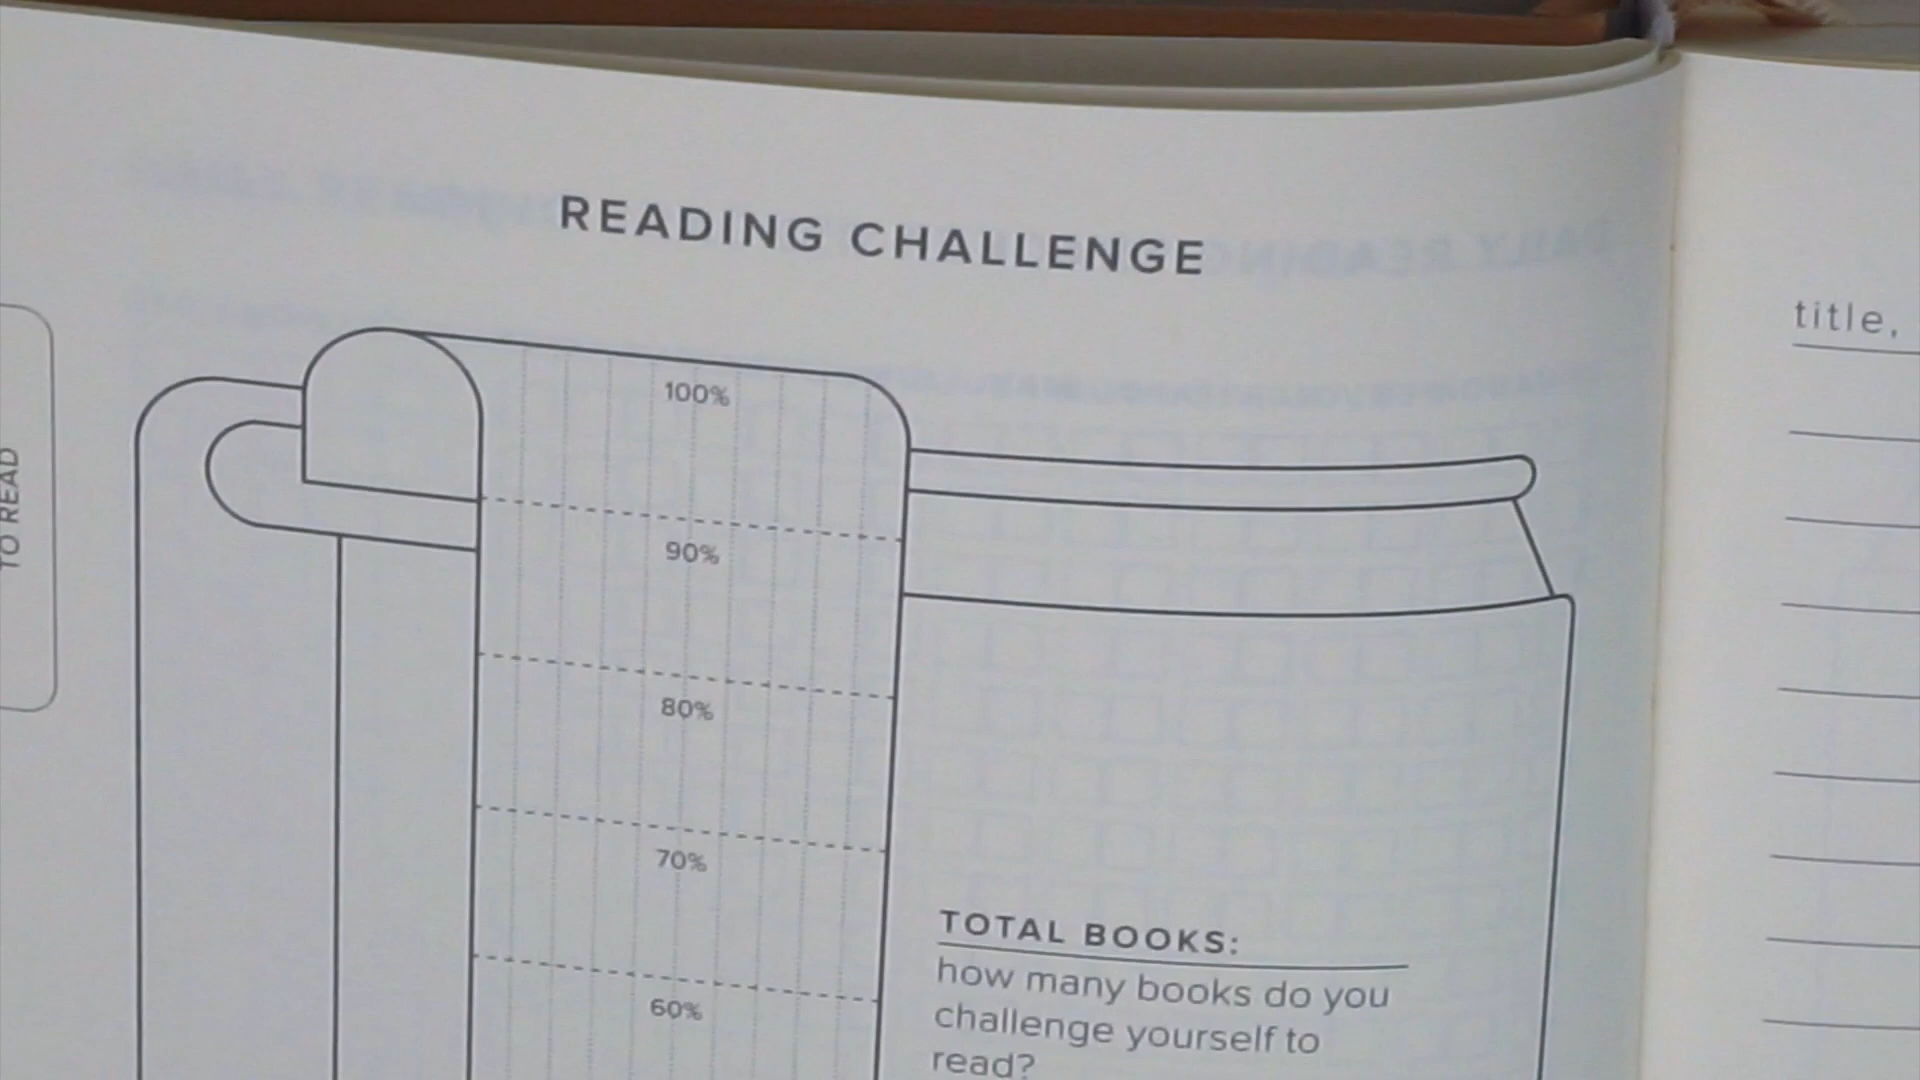 READING CHALLENGE
TO READ
100%
90%
80%
70%
60%
TOTAL BOOKS:
how many books do you
challenge yourself to
read?
title,